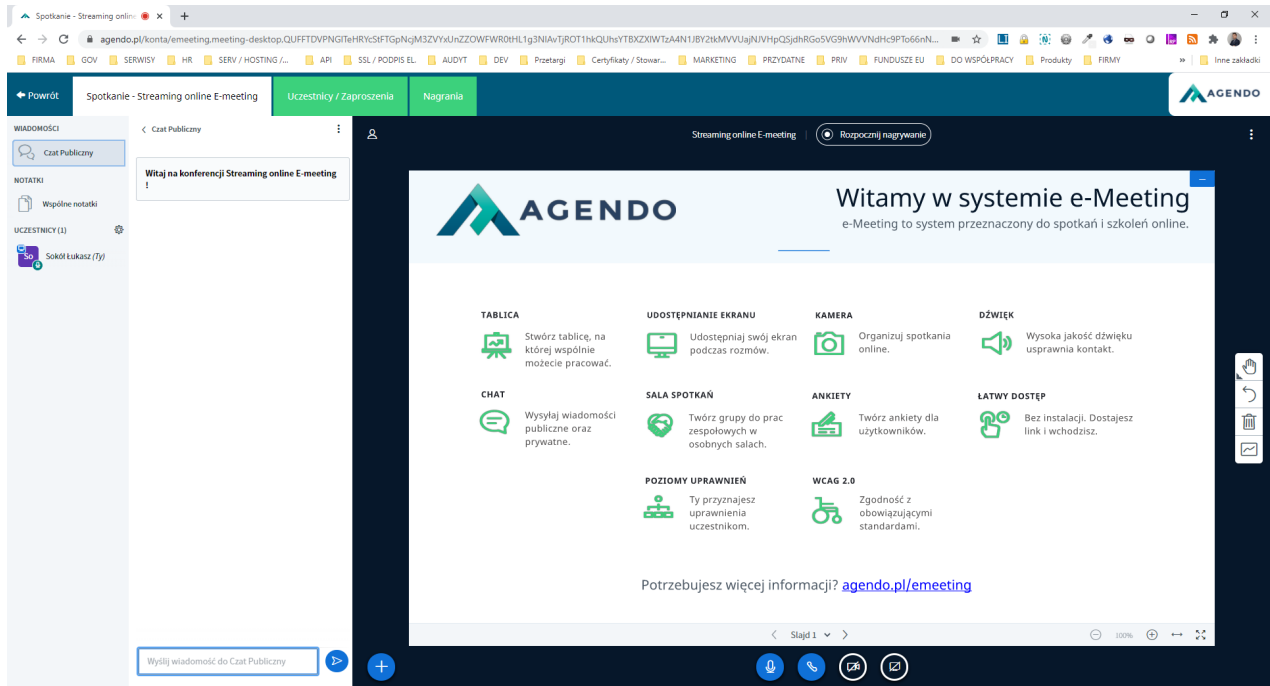 Spotkanie - Streaming online
FIRMA GOV SERWISY HR SERV / HOSTING /... API SSL / PODPIS EL. AUDYT DEV Przetargi Certyfikaty / Stowar... MARKETING PRZYDATNE PRIV FUNDUSZE EU DO WSPÓŁPRACY Produkty FIRMY » Inne zakładki
Powrót Spotkanie - Streaming online E-meeting Uczestnicy / Zaproszenia Nagrania AGENDO
WIADOMOŚCI
Czat Publiczny
NOTATKI
Wspólne notatki
UCZESTNICY (1)
So Sokół Łukasz (Ty)
Czat Publiczny
Witaj na konferencji Streaming online E-meeting
!
Wyślij wiadomość do Czat Publiczny
Streaming online E-meeting | Rozpocznij nagrywanie
AGENDO
Witamy w systemie e-Meeting
e-Meeting to system przeznaczony do spotkań i szkoleń online.
TABLICA
Stwórz tablicę, na
której wspólnie
możecie pracować.
UDOSTĘPNIANIE EKRANU
Udostępniaj swój ekran
podczas rozmów.
KAMERA
Organizuj spotkania
online.
DŹWIĘK
Wysoka jakość dźwięku
usprawnia kontakt.
CHAT
Wysyłaj wiadomości
publiczne oraz
prywatne.
SALA SPOTKAŃ
Twórz grupy do prac
zespołowych w
osobnych salach.
ANKIETY
Twórz ankiety dla
użytkowników.
ŁATWY DOSTĘP
Bez instalacji. Dostajesz
link i wchodzisz.
POZIOMY UPRAWNIEŃ
Ty przyznajesz
uprawnienia
uczestnikom.
WCAG 2.0
Zgodność z
obowiązującymi
standardami.
Potrzebujesz więcej informacji? agendo.pl/emeeting
Slajd 1
100%